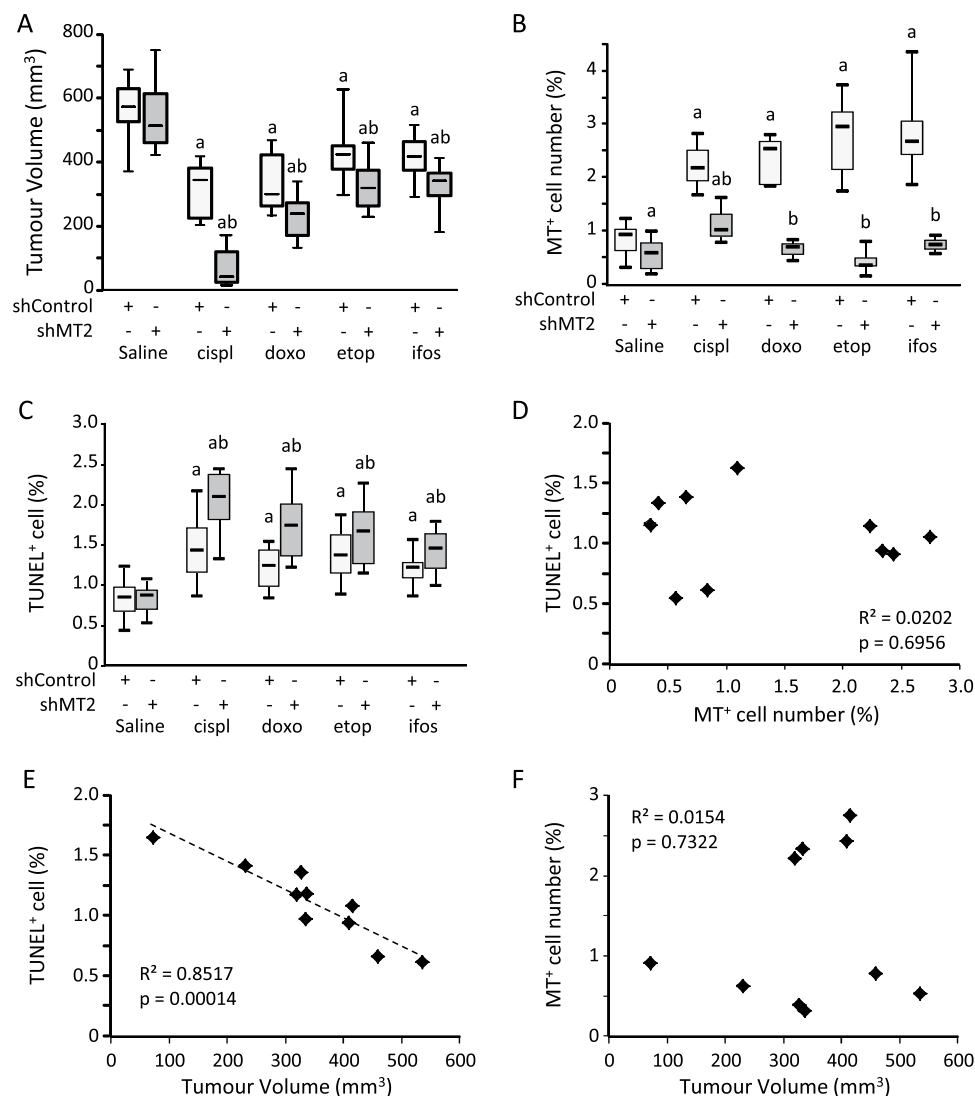 A
Tumour Volume (mm³)
800
600
400
200
0
a
ab
a
ab
a
ab
a
ab
shControl + - + - + - + - + -
shMT2 - + - + - + - + - +
Saline cispl doxo etop ifos
B
MT⁺ cell number (%)
4
3
2
1
0
a
a
ab
a
b
a
b
a
b
shControl + - + - + - + - + -
shMT2 - + - + - + - + - +
Saline cispl doxo etop ifos
C
TUNEL⁺ cell (%)
3.0
2.5
2.0
1.5
1.0
0.5
0
a
ab
a
ab
a
ab
a
ab
shControl + - + - + - + - + -
shMT2 - + - + - + - + - +
Saline cispl doxo etop ifos
D
TUNEL⁺ cell (%)
2.0
1.5
1.0
0.5
0
R² = 0.0202
p = 0.6956
0 0.5 1.0 1.5 2.0 2.5 3.0
MT⁺ cell number (%)
E
TUNEL⁺ cell (%)
2.0
1.5
1.0
0.5
0
R² = 0.8517
p = 0.00014
0 100 200 300 400 500 600
Tumour Volume (mm³)
F
MT⁺ cell number (%)
3
2
1
0
R² = 0.0154
p = 0.7322
0 100 200 300 400 500 600
Tumour Volume (mm³)